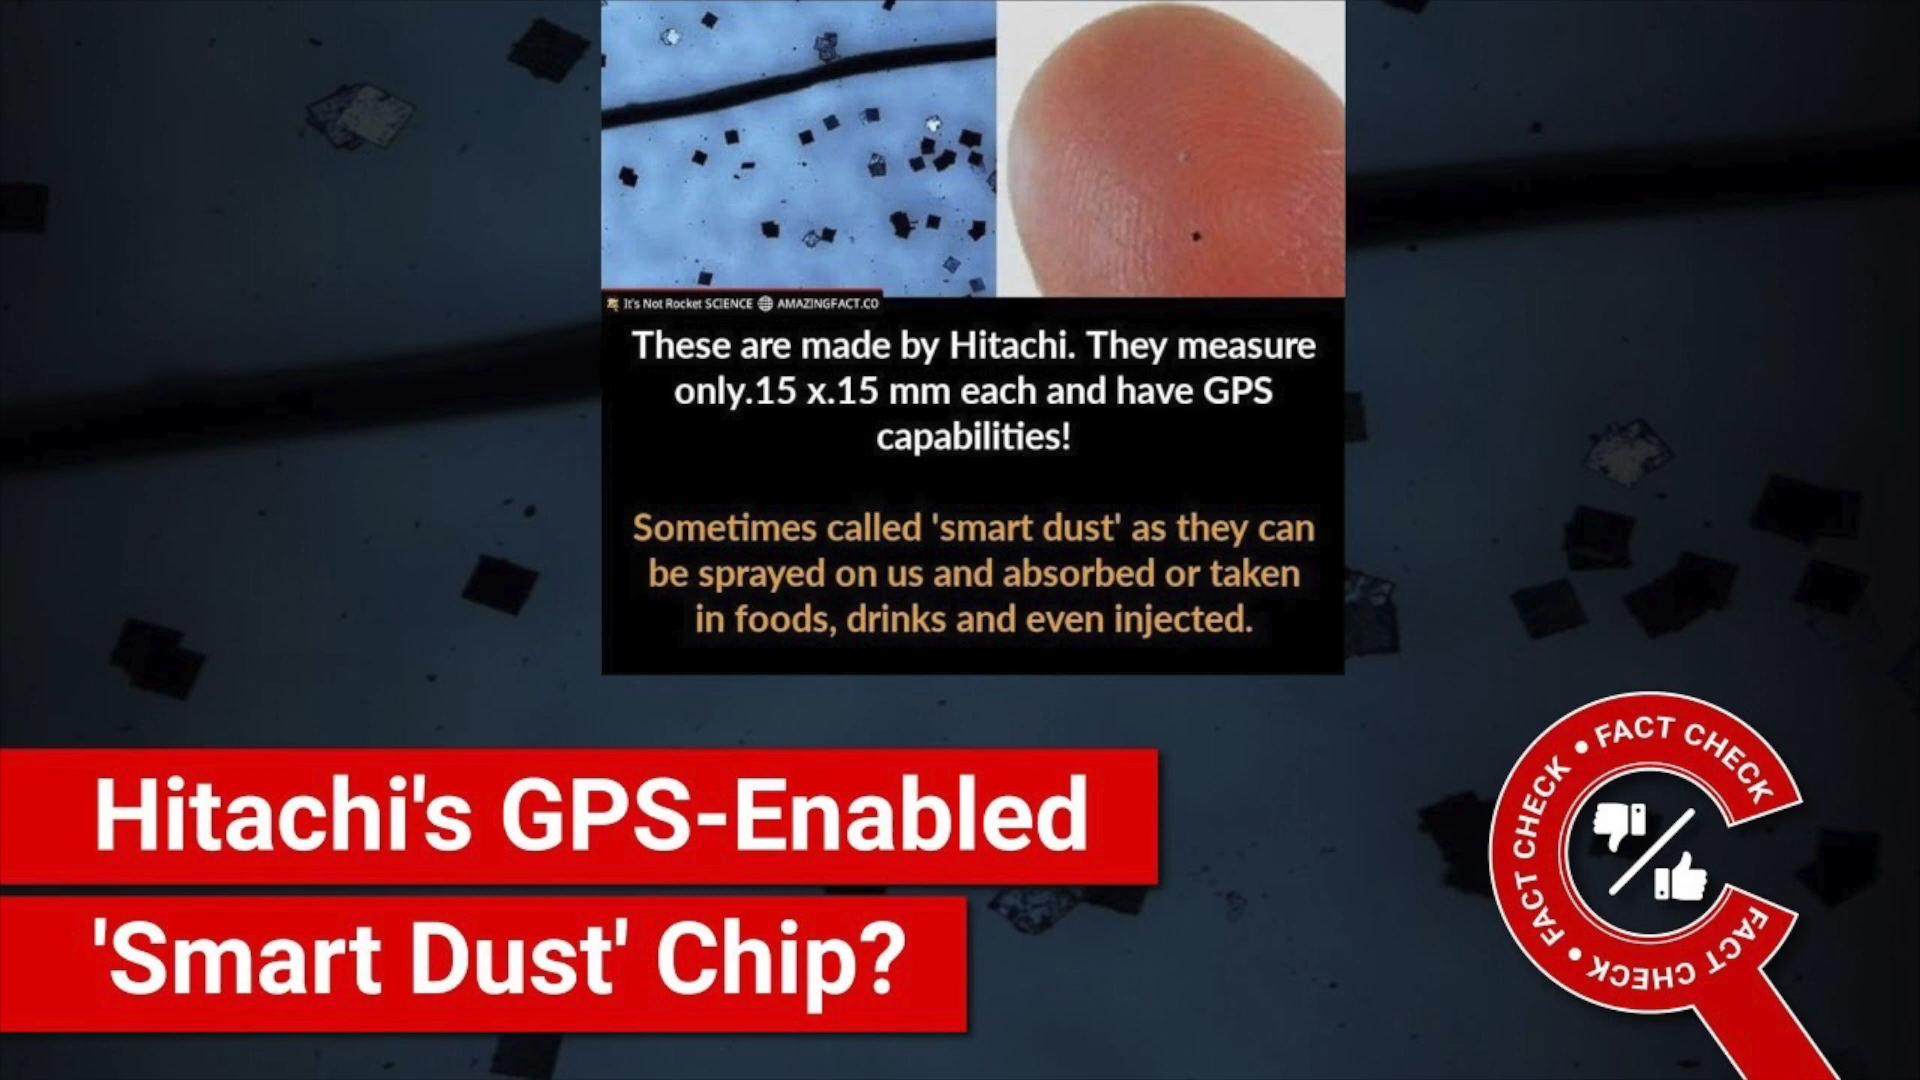 It's Not Rocket SCIENCE AMAZINGFACT.CO
These are made by Hitachi. They measure
only.15 x.15 mm each and have GPS
capabilities!
Sometimes called 'smart dust' as they can
be sprayed on us and absorbed or taken
in foods, drinks and even injected.
Hitachi's GPS-Enabled
'Smart Dust' Chip?
FACT CHECK • FACT CHECK • FACT CHECK